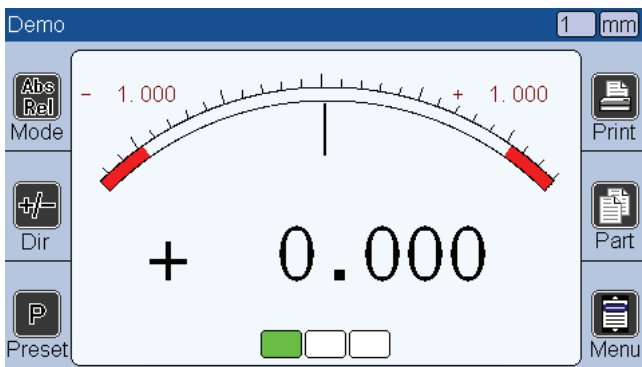 Demo 1 mm
Abs
Rel
Mode
- 1.000 + 1.000
Print
+/-
Dir
Part
+ 0.000
P
Preset
Menu